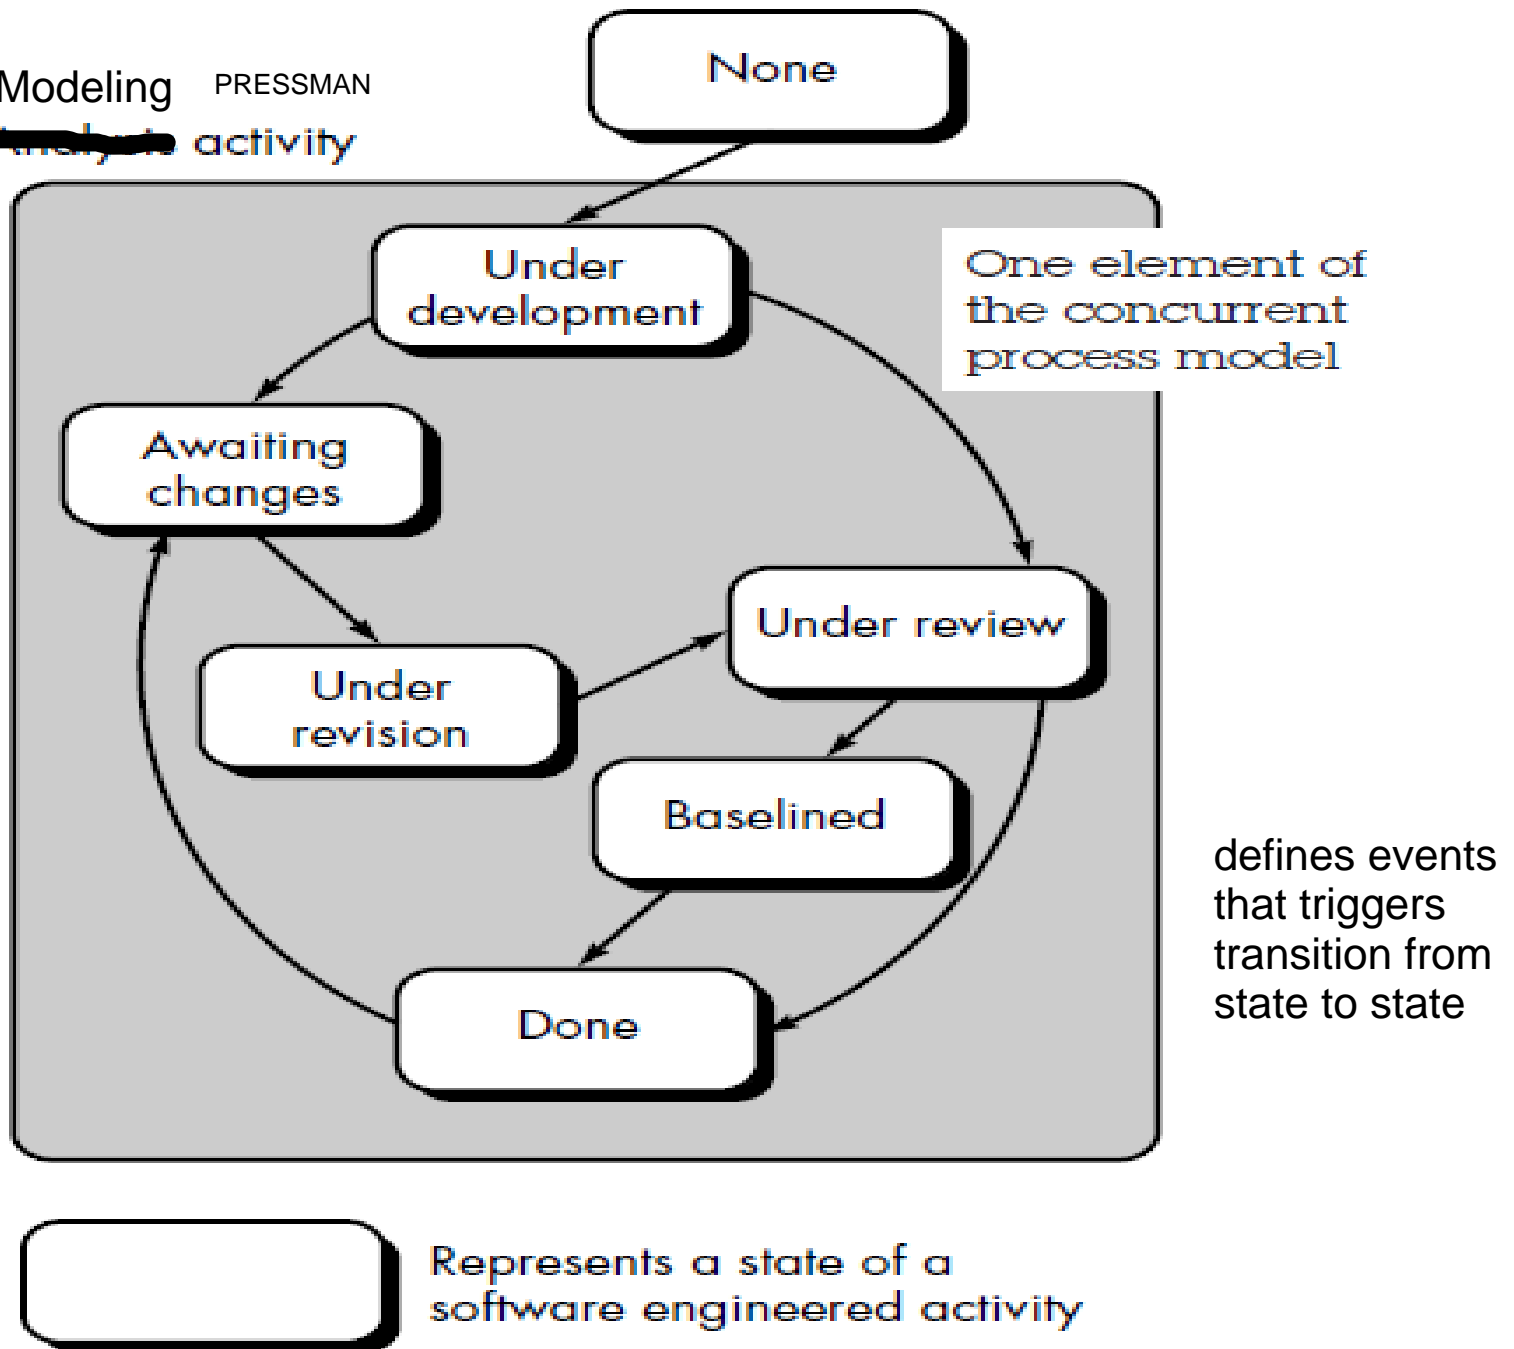 None
Modeling PRESSMAN
activity
Under
development
One element of
the concurrent
process model
Awaiting
changes
Under review
Under
revision
Baselined
defines events
that triggers
transition from
state to state
Done
Represents a state of a
software engineered activity